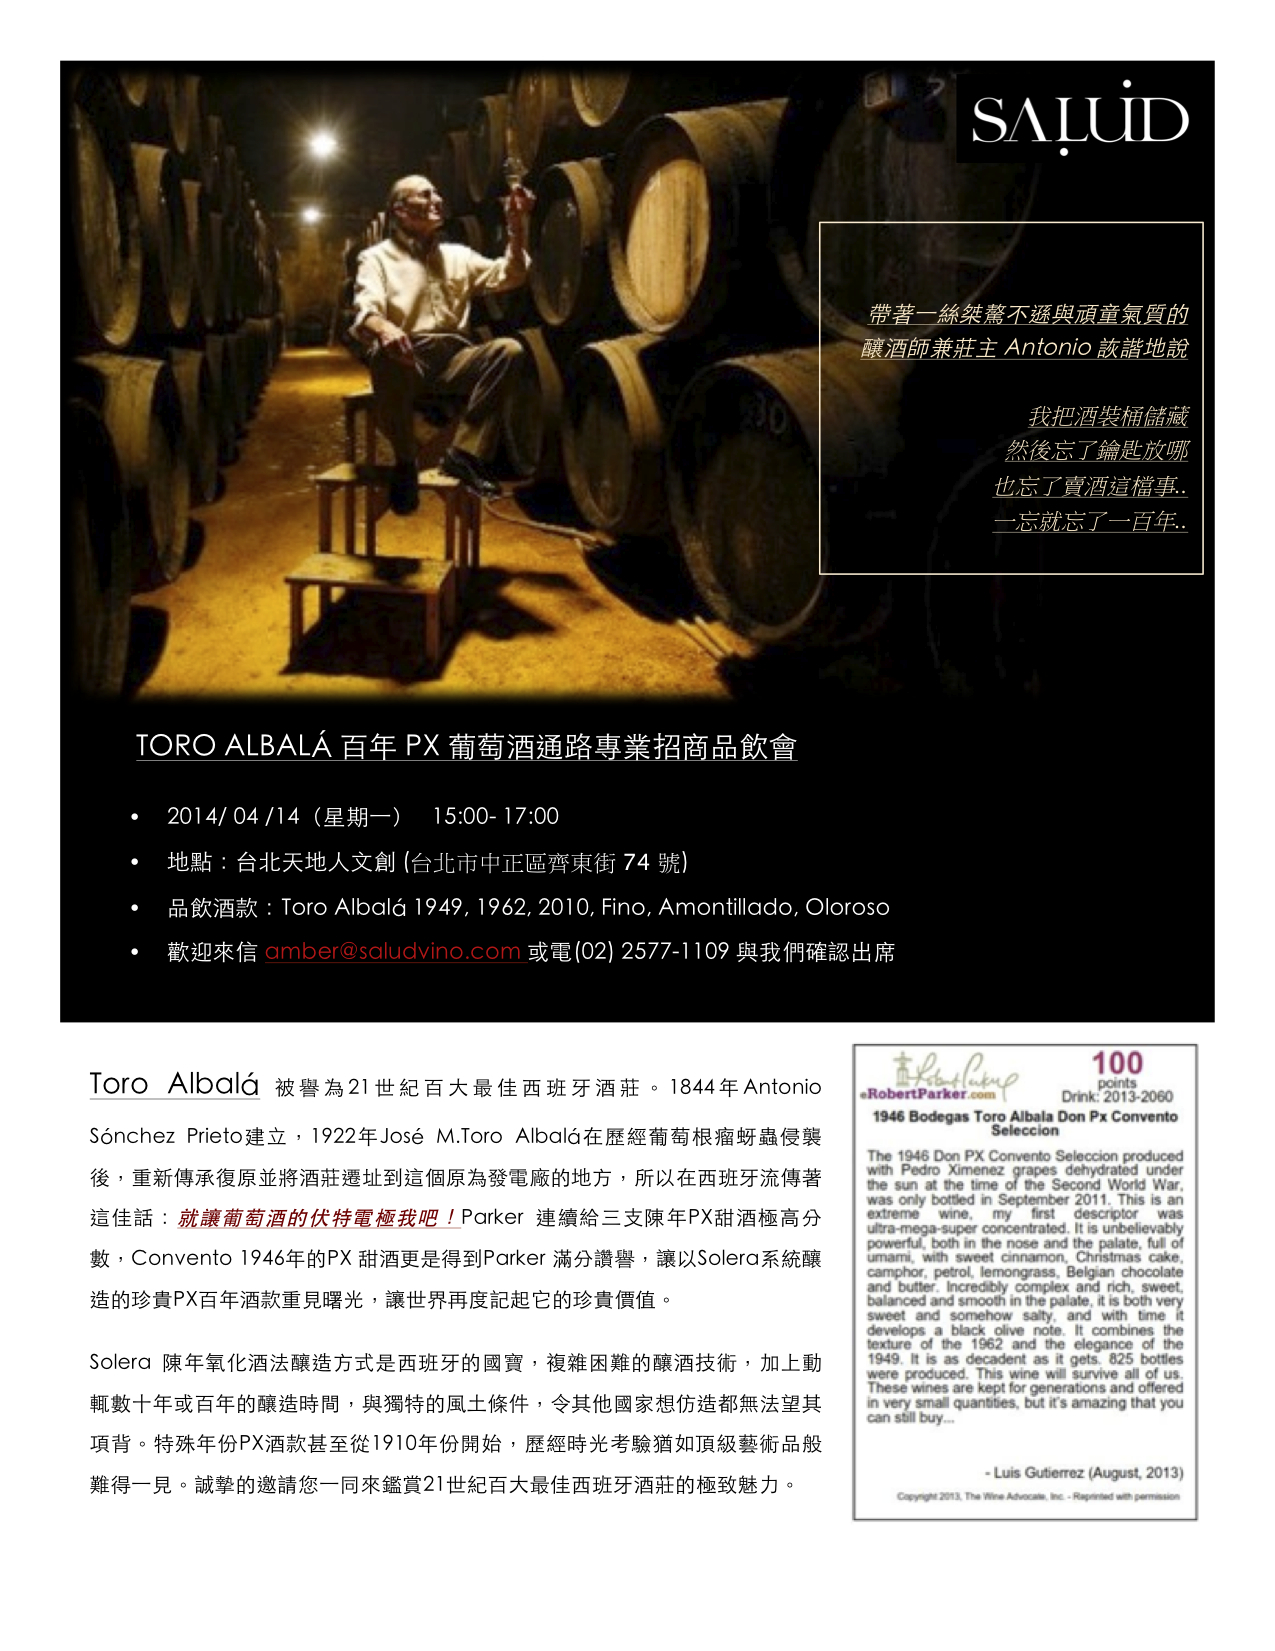 SALUD
帶著一絲桀驁不遜與頑童氣質的
釀酒師兼莊主 Antonio 詼諧地說
我把酒裝桶儲藏
然後忘了鑰匙放哪
也忘了賣酒這檔事..
一忘就忘了一百年..
TORO ALBALÁ 百年 PX 葡萄酒通路專業招商品飲會
• 2014/ 04 /14（星期一） 15:00- 17:00
• 地點：台北天地人文創 (台北市中正區齊東街 74 號)
• 品飲酒款：Toro Albalá 1949, 1962, 2010, Fino, Amontillado, Oloroso
• 歡迎來信 amber@saludvino.com 或電(02) 2577-1109 與我們確認出席
Toro Albalá 被譽為21世紀百大最佳西班牙酒莊。1844年Antonio
Sónchez Prieto建立，1922年José M.Toro Albalá在歷經葡萄根瘤蚜蟲侵襲
後，重新傳承復原並將酒莊遷址到這個原為發電廠的地方，所以在西班牙流傳著
這佳話：就讓葡萄酒的伏特電極我吧！Parker 連續給三支陳年PX甜酒極高分
數，Convento 1946年的PX 甜酒更是得到Parker 滿分讚譽，讓以Solera系統釀
造的珍貴PX百年酒款重見曙光，讓世界再度記起它的珍貴價值。
Solera 陳年氧化酒法釀造方式是西班牙的國寶，複雜困難的釀酒技術，加上動
輒數十年或百年的釀造時間，與獨特的風土條件，令其他國家想仿造都無法望其
項背。特殊年份PX酒款甚至從1910年份開始，歷經時光考驗猶如頂級藝術品般
難得一見。誠摯的邀請您一同來鑑賞21世紀百大最佳西班牙酒莊的極致魅力。
Robert Parker
eRobertParker.com
100
points
Drink: 2013-2060
1946 Bodegas Toro Albala Don Px Convento
Seleccion
The 1946 Don PX Convento Seleccion produced
with Pedro Ximenez grapes dehydrated under
the sun at the time of the Second World War,
was only bottled in September 2011. This is an
extreme wine, my first descriptor was
ultra-mega-super concentrated. It is unbelievably
powerful, both in the nose and the palate, full of
umami, with sweet cinnamon, Christmas cake,
camphor, petrol, lemongrass, Belgian chocolate
and butter. Incredibly complex and rich, sweet,
balanced and smooth in the palate, it is both very
sweet and somehow salty, and with time it
develops a black olive note. It combines the
texture of the 1962 and the elegance of the
1949. It is as decadent as it gets. 825 bottles
were produced. This wine will survive all of us.
These wines are kept for generations and offered
in very small quantities, but it's amazing that you
can still buy...
- Luis Gutierrez (August, 2013)
Copyright 2013, The Wine Advocate, Inc. - Reprinted with permission